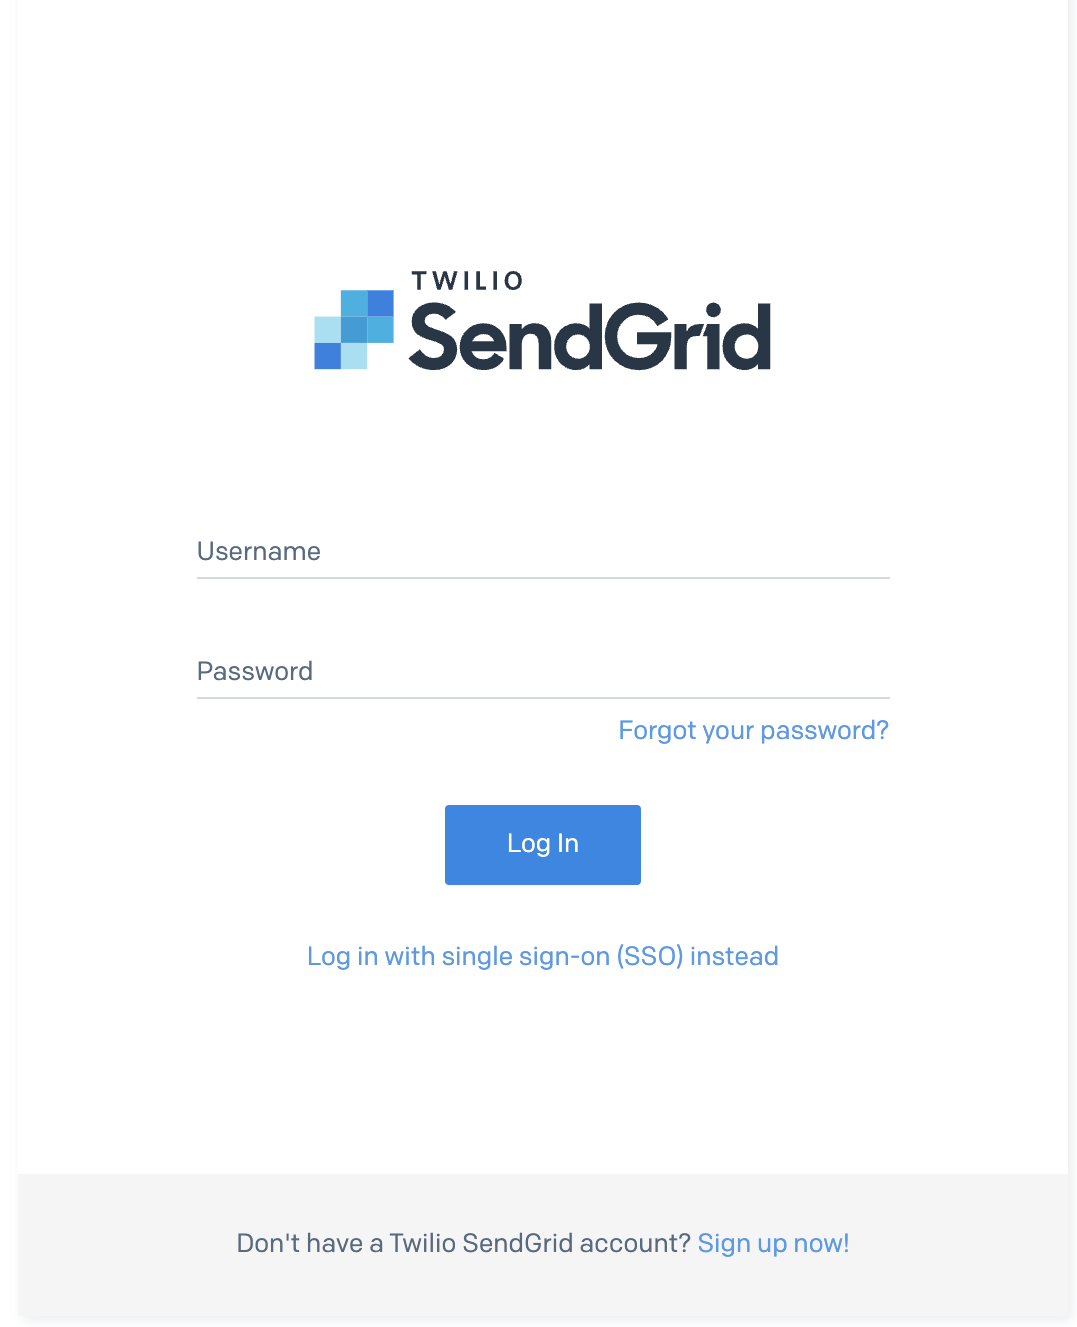 TWILIO
SendGrid
Username
Password
Forgot your password?
Log In
Log in with single sign-on (SSO) instead
Don't have a Twilio SendGrid account? Sign up now!